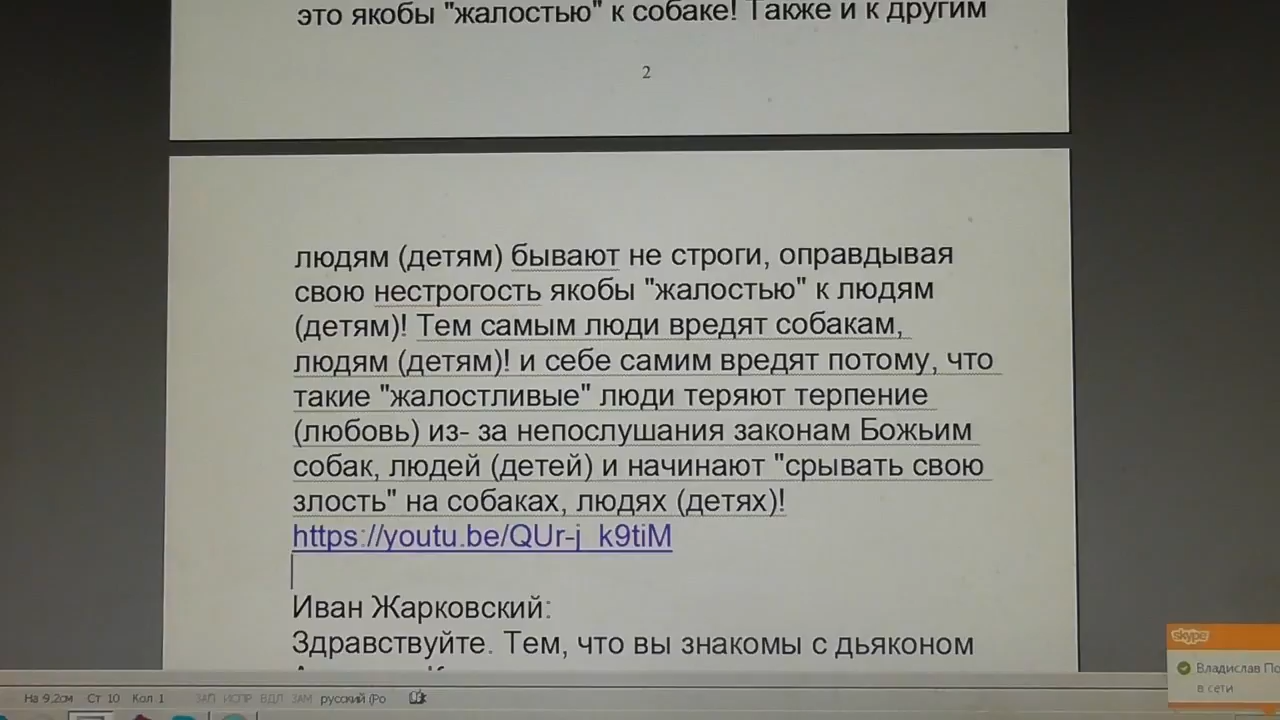 это якобы "жалостью" к собаке! Также и к другим
2
людям (детям) бывают не строги, оправдывая
свою нестрогость якобы "жалостью" к людям
(детям)! Тем самым люди вредят собакам,
людям (детям)! и себе самим вредят потому, что
такие "жалостливые" люди теряют терпение
(любовь) из- за непослушания законам Божьим
собак, людей (детей) и начинают "срывать свою
злость" на собаках, людях (детях)!
https://youtu.be/QUr-j_k9tiM
Иван Жарковский:
Здравствуйте. Тем, что вы знакомы с дьяконом
skype
Владислав По
в сети
На 9,2см Ст 10 Кол 1 ЗАП ИСПР ВДЛ ЗАМ русский (Ро